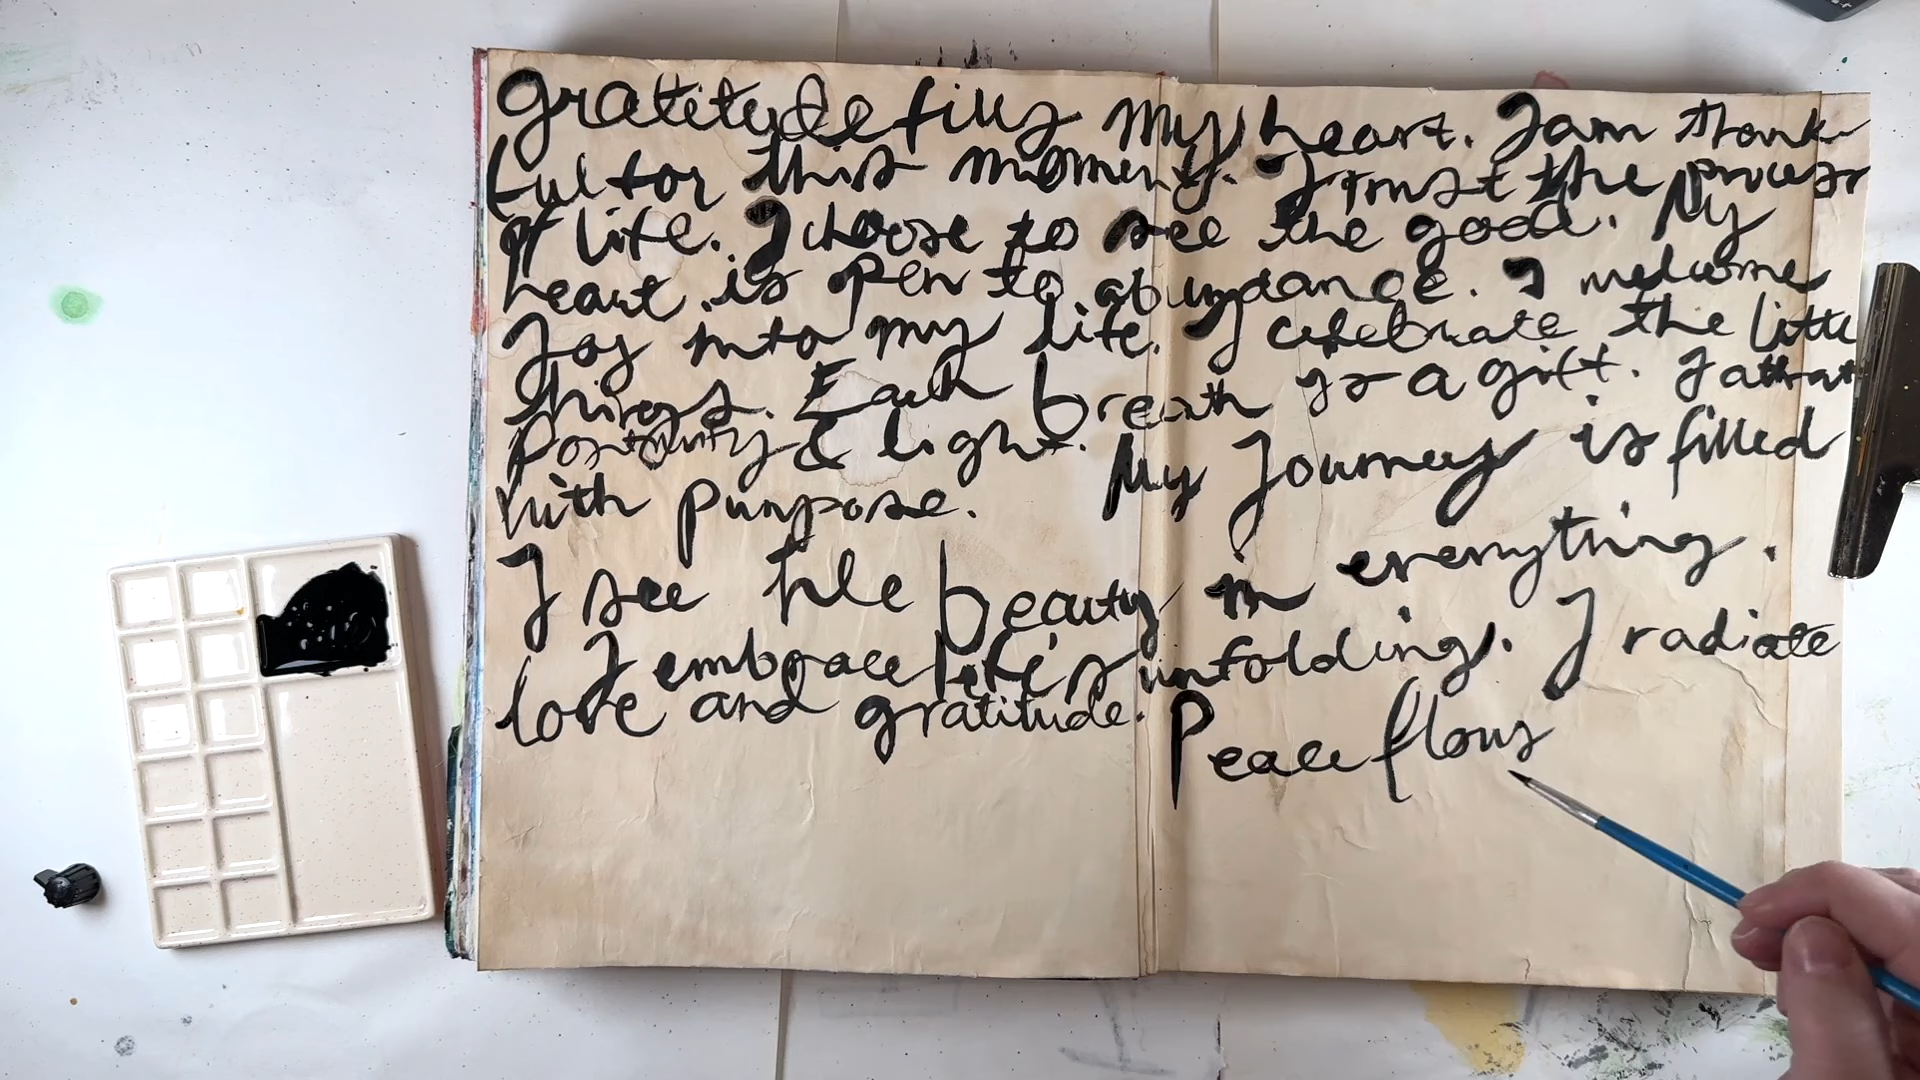 Gratitude fills my heart. I am thank
ful for this moment. I trust the process
of life. I choose to see the good. My
heart is open to abundance. I welcome
Joy into my life. I celebrate the little
things. Each breath is a gift. I attract
Positivity & light. My Journey is filled
with purpose.
I see the beauty in everything.
I embrace life's unfolding. I radiate
love and gratitude. Peace flows